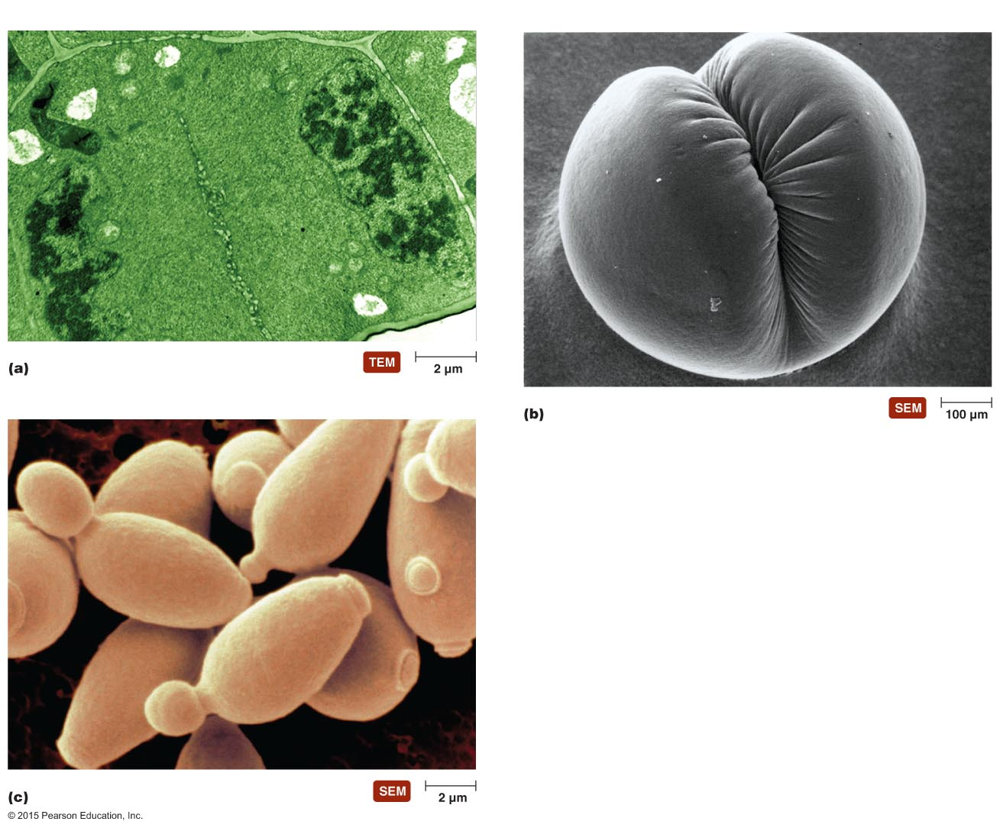 (a)
TEM
2 µm
(b)
SEM
100 µm
(c)
SEM
2 µm
© 2015 Pearson Education, Inc.